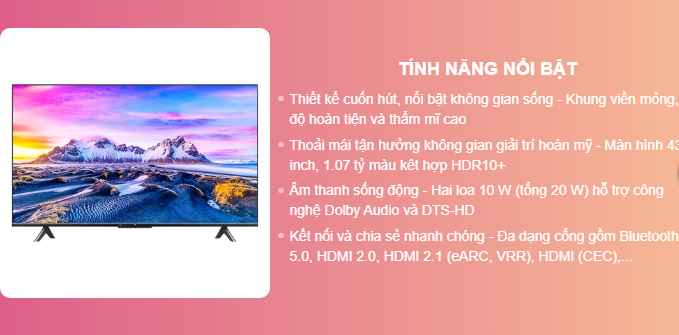 TÍNH NĂNG NỔI BẬT
Thiết kế cuốn hút, nổi bật không gian sống - Khung viền mỏng,
độ hoàn tiện và thẩm mĩ cao
Thoải mái tận hưởng không gian giải trí hoàn mỹ - Màn hình 43
inch, 1.07 tỷ màu kết hợp HDR10+
Âm thanh sống động - Hai loa 10 W (tổng 20 W) hỗ trợ công
nghệ Dolby Audio và DTS-HD
Kết nối và chia sẻ nhanh chóng - Đa dạng cổng gồm Bluetooth
5.0, HDMI 2.0, HDMI 2.1 (eARC, VRR), HDMI (CEC),...